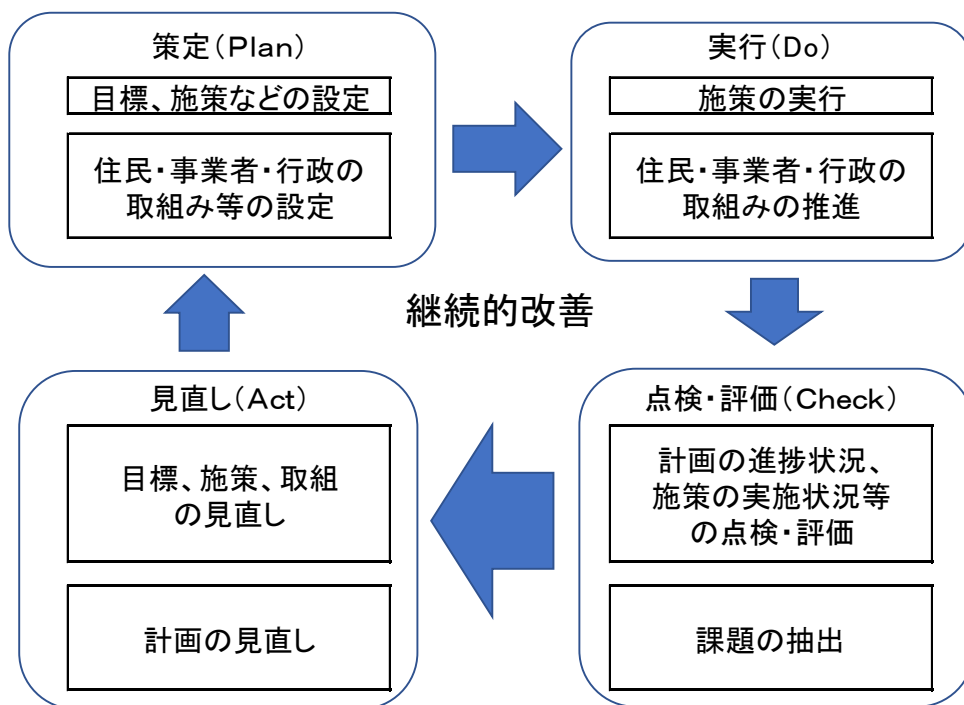 策定（Plan）
目標、施策などの設定
住民・事業者・行政の
取組み等の設定
実行（Do）
施策の実行
住民・事業者・行政の
取組みの推進
継続的改善
見直し（Act）
目標、施策、取組
の見直し
計画の見直し
点検・評価（Check）
計画の進捗状況、
施策の実施状況等
の点検・評価
課題の抽出